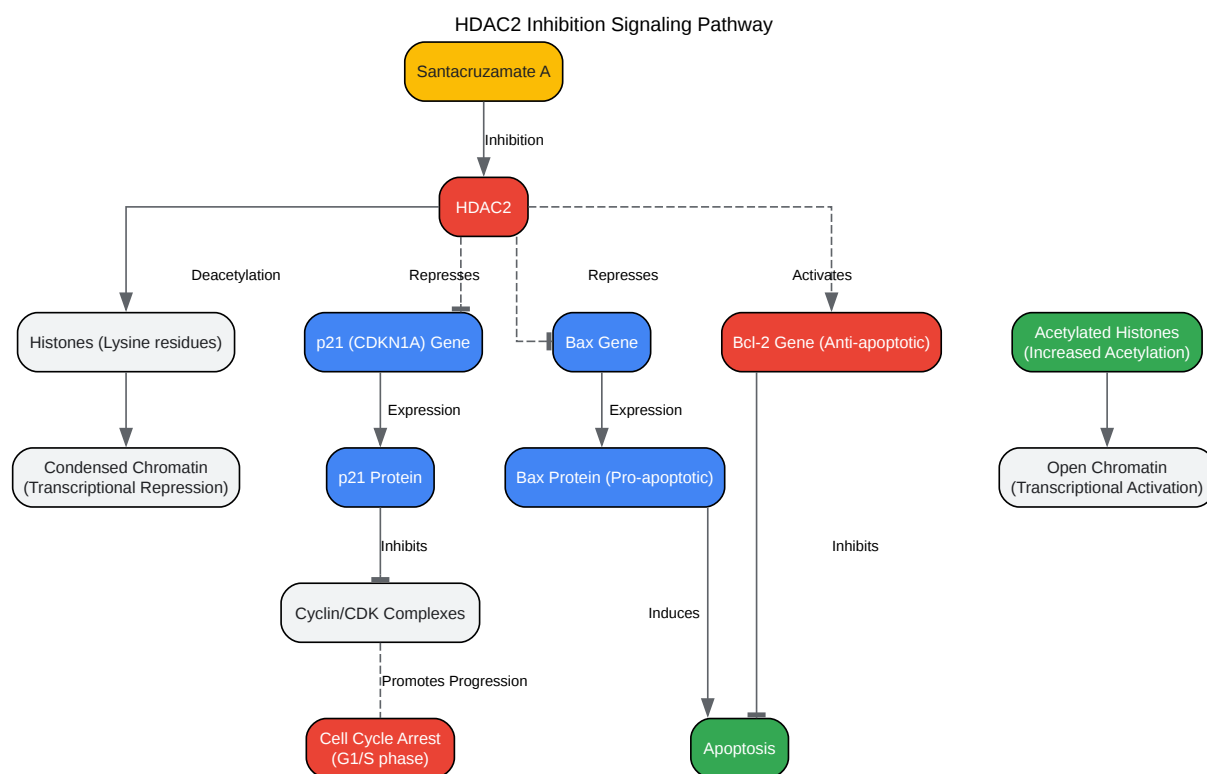 HDAC2 Inhibition Signaling Pathway
Santacruzamate A
Inhibition
HDAC2
Deacetylation
Represses
Represses
Activates
Histones (Lysine residues)
p21 (CDKN1A) Gene
Bax Gene
Bcl-2 Gene (Anti-apoptotic)
Acetylated Histones
(Increased Acetylation)
Expression
Expression
Condensed Chromatin
(Transcriptional Repression)
p21 Protein
Bax Protein (Pro-apoptotic)
Open Chromatin
(Transcriptional Activation)
Inhibits
Inhibits
Cyclin/CDK Complexes
Induces
Promotes Progression
Cell Cycle Arrest
(G1/S phase)
Apoptosis